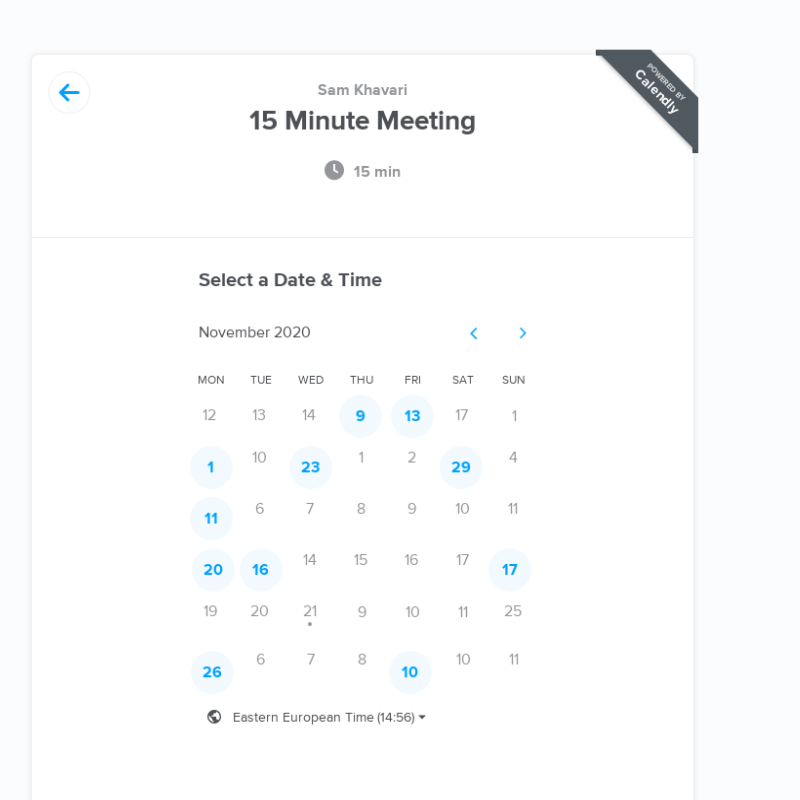 Sam Khavari
15 Minute Meeting
15 min
POWERED BY
Calendly
Select a Date & Time
November 2020
MON TUE WED THU FRI SAT SUN
12 13 14 9 13 17 1
1 10 23 1 2 29 4
11 6 7 8 9 10 11
20 16 14 15 16 17 17
19 20 21 9 10 11 25
26 6 7 8 10 10 11
Eastern European Time (14:56)